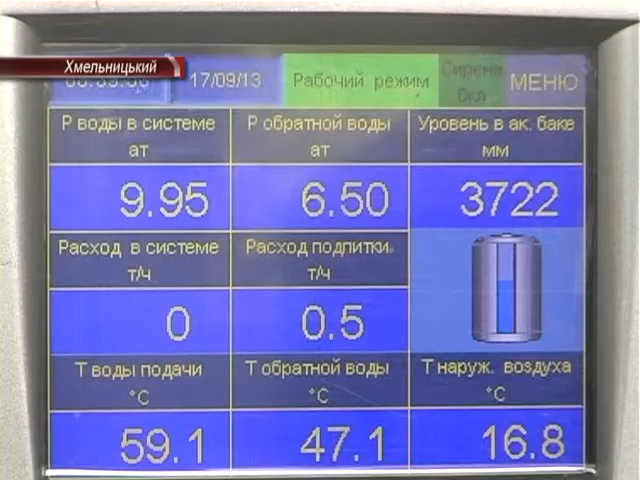 Хмельницький
17/09/13
Рабочий режим
Сирена
Вкл
МЕНЮ
Р воды в системе
ат
Р обратной воды
ат
Уровень в ак. баке
мм
9.95
6.50
3722
Расход в системе
т/ч
Расход подпитки
т/ч
0
0.5
Т воды подачи
°C
Т обратной воды
°C
Т наруж. воздуха
°C
59.1
47.1
16.8